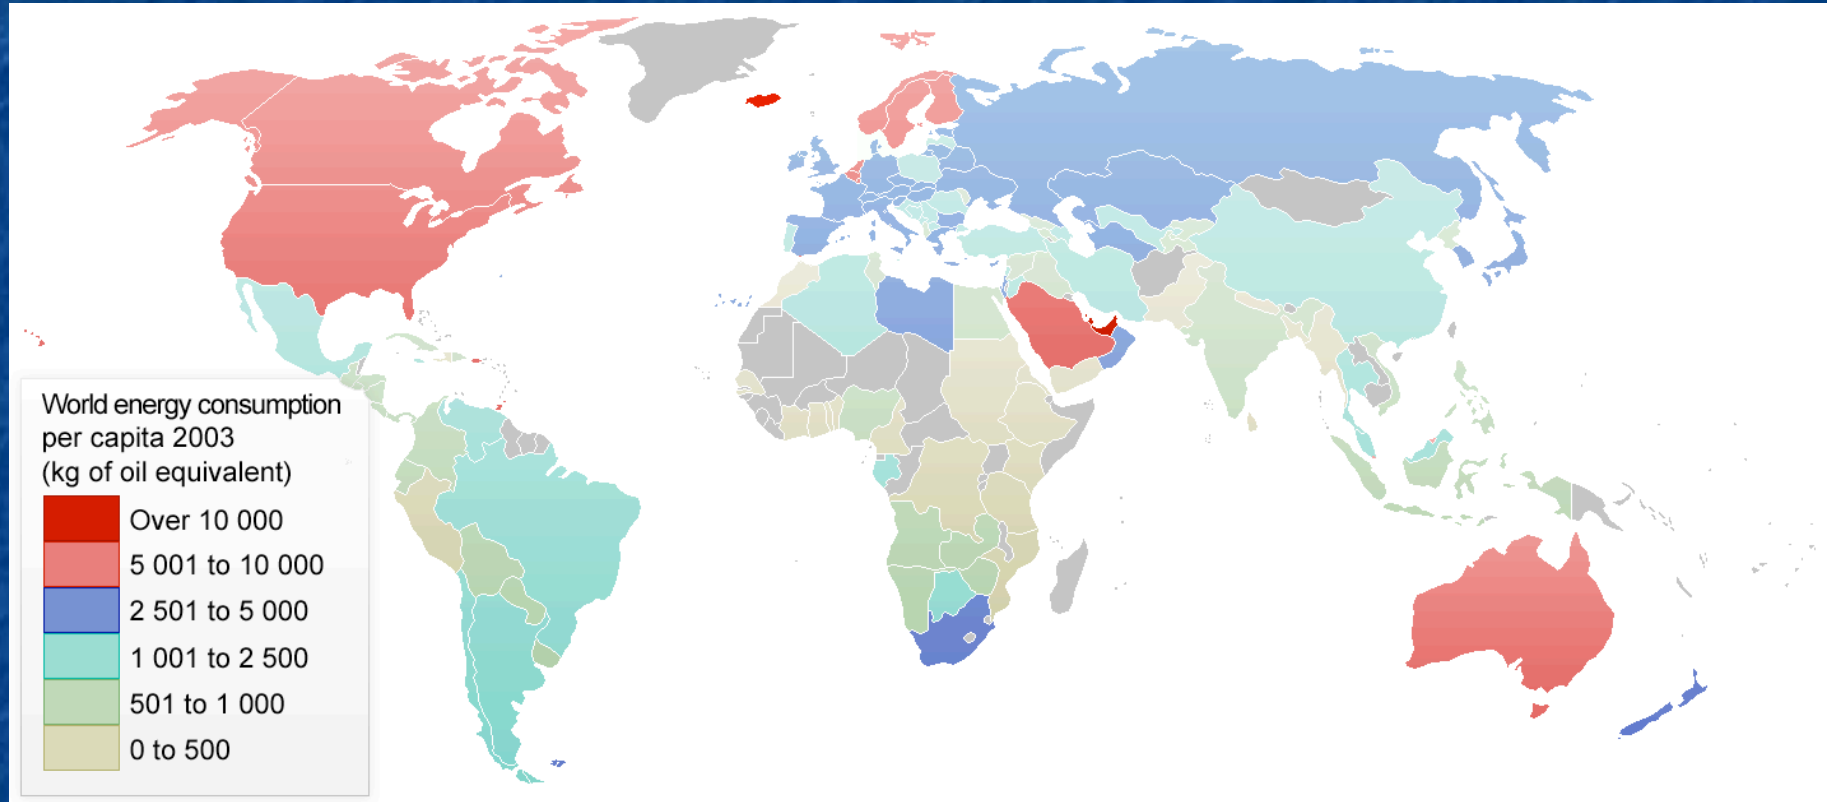 World energy consumption
per capita 2003
(kg of oil equivalent)
Over 10 000
5 001 to 10 000
2 501 to 5 000
1 001 to 2 500
501 to 1 000
0 to 500